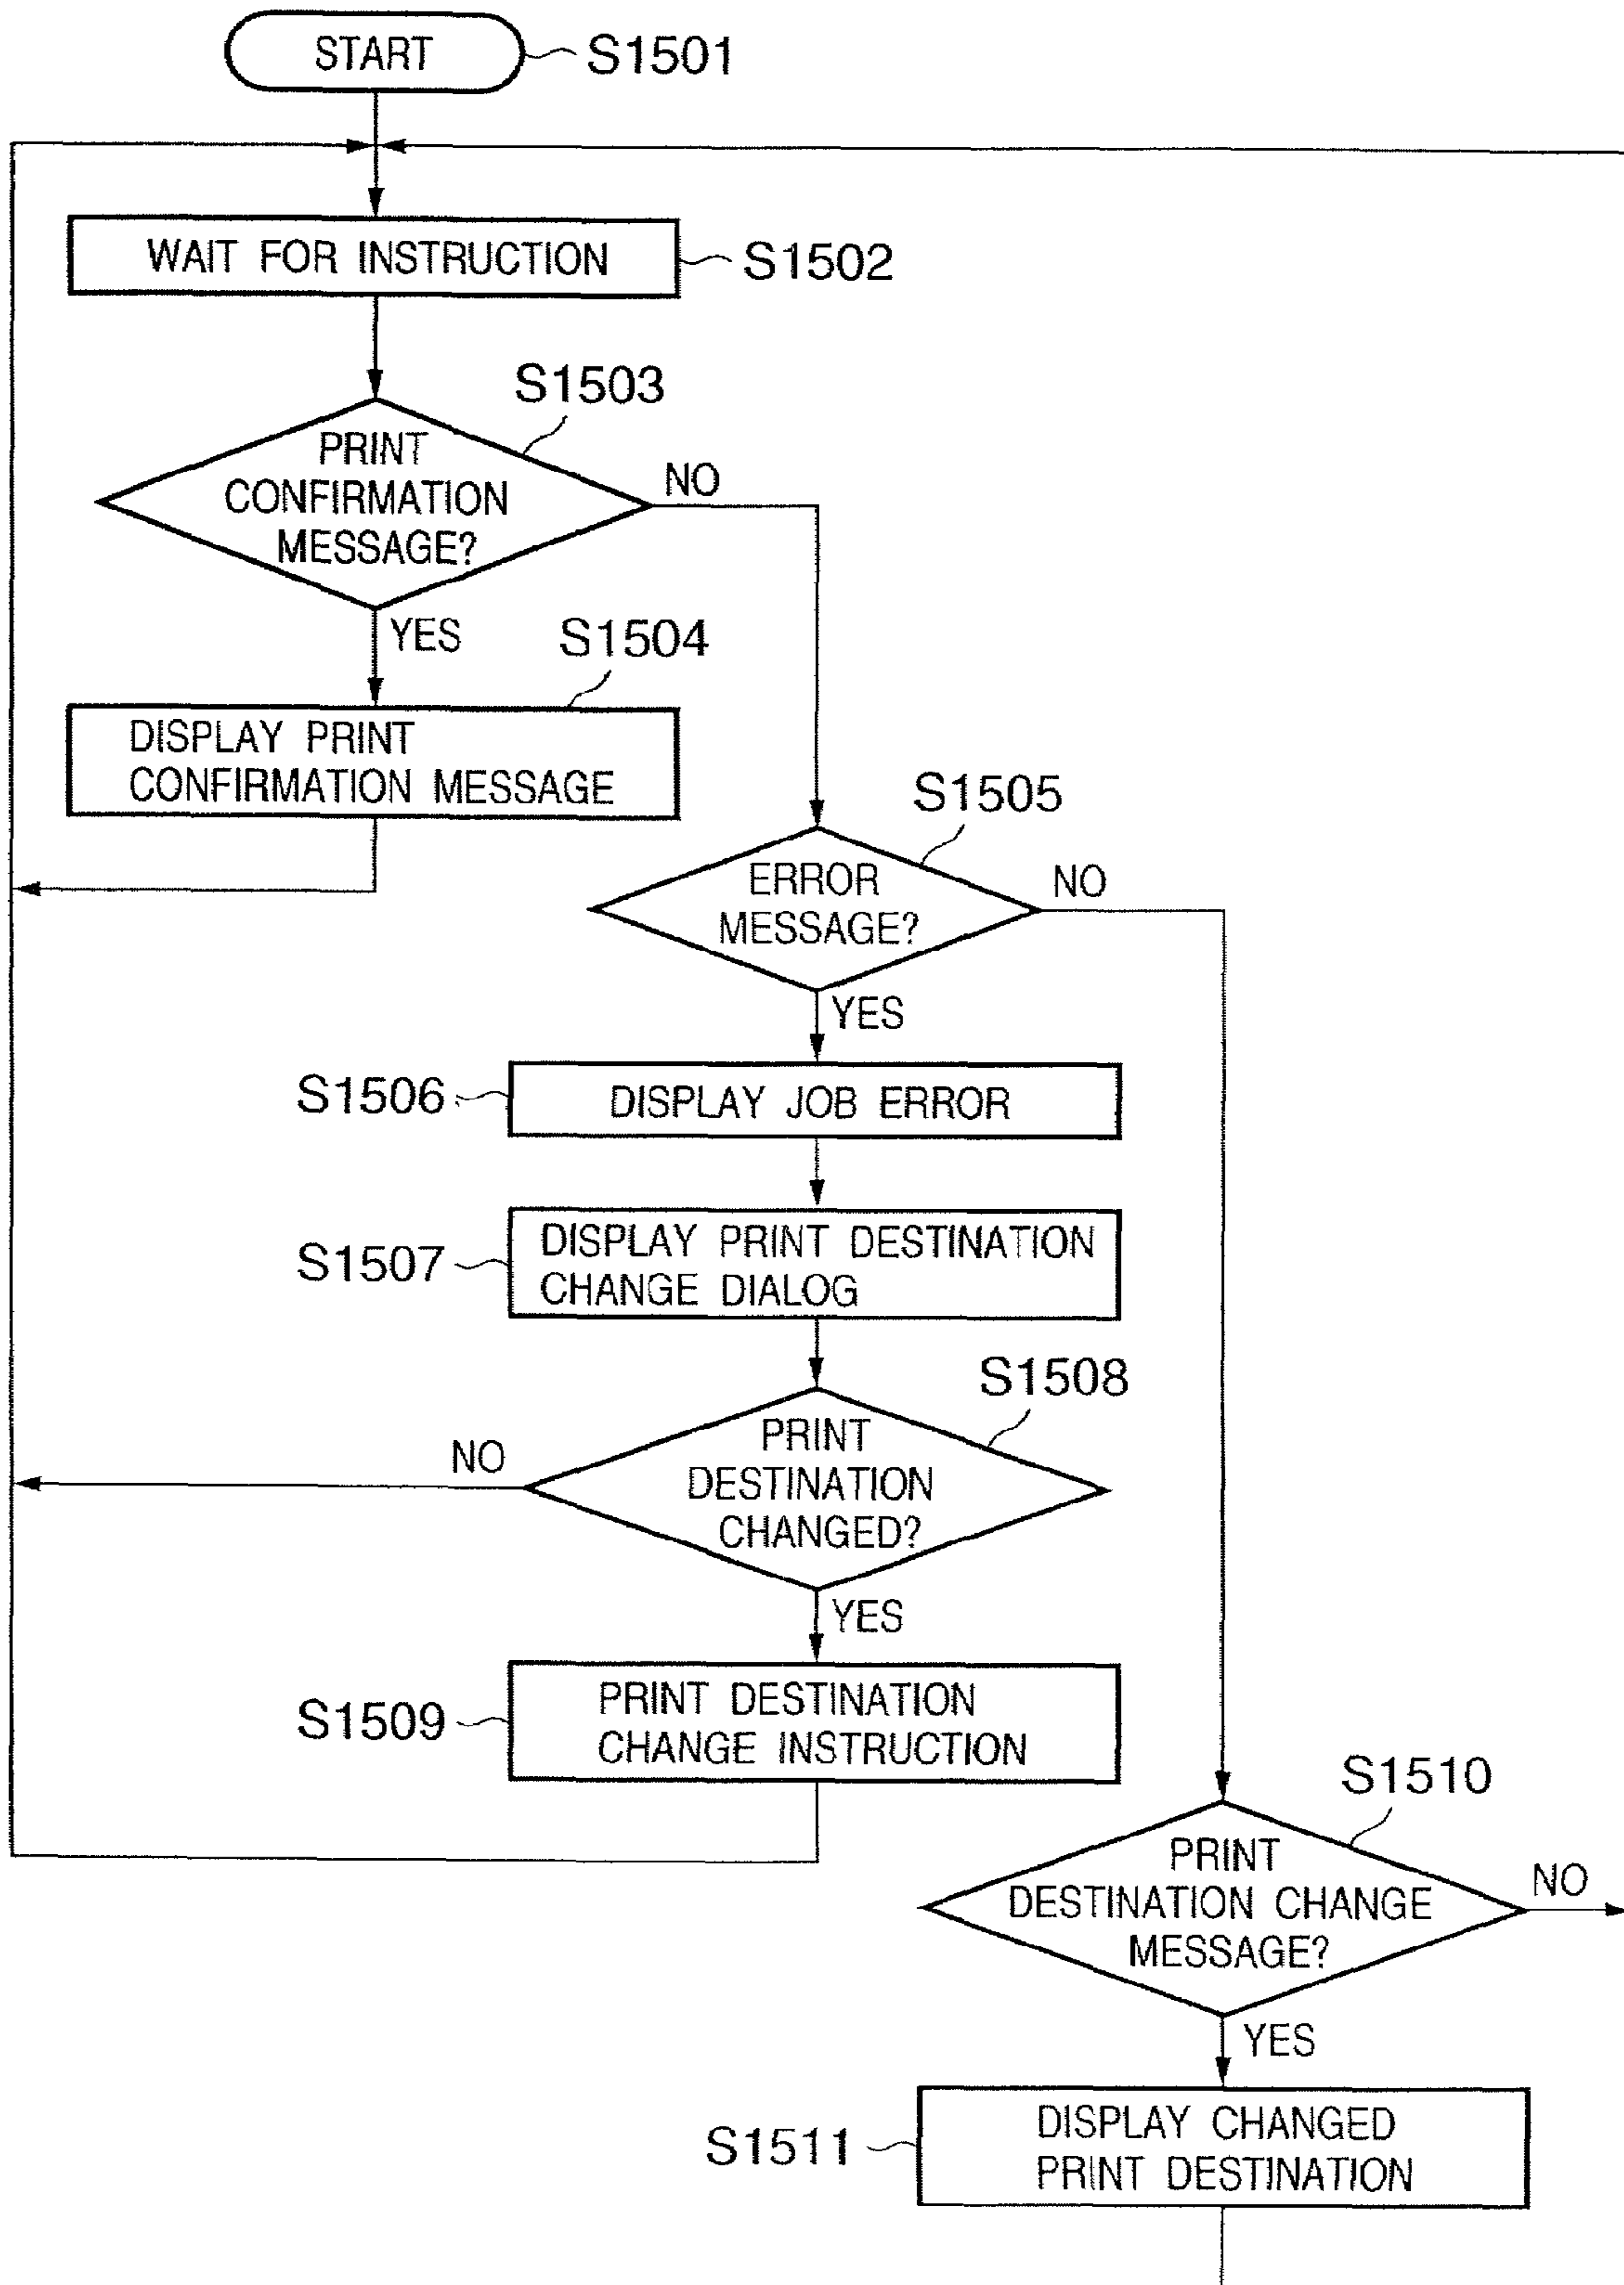 START
S1501
WAIT FOR INSTRUCTION
S1502
S1503
PRINT
CONFIRMATION
MESSAGE?
NO
YES
S1504
DISPLAY PRINT
CONFIRMATION MESSAGE
S1505
ERROR
MESSAGE?
NO
YES
S1506
DISPLAY JOB ERROR
S1507
DISPLAY PRINT DESTINATION
CHANGE DIALOG
S1508
PRINT
DESTINATION
CHANGED?
NO
YES
S1509
PRINT DESTINATION
CHANGE INSTRUCTION
S1510
PRINT
DESTINATION CHANGE
MESSAGE?
NO
YES
S1511
DISPLAY CHANGED
PRINT DESTINATION